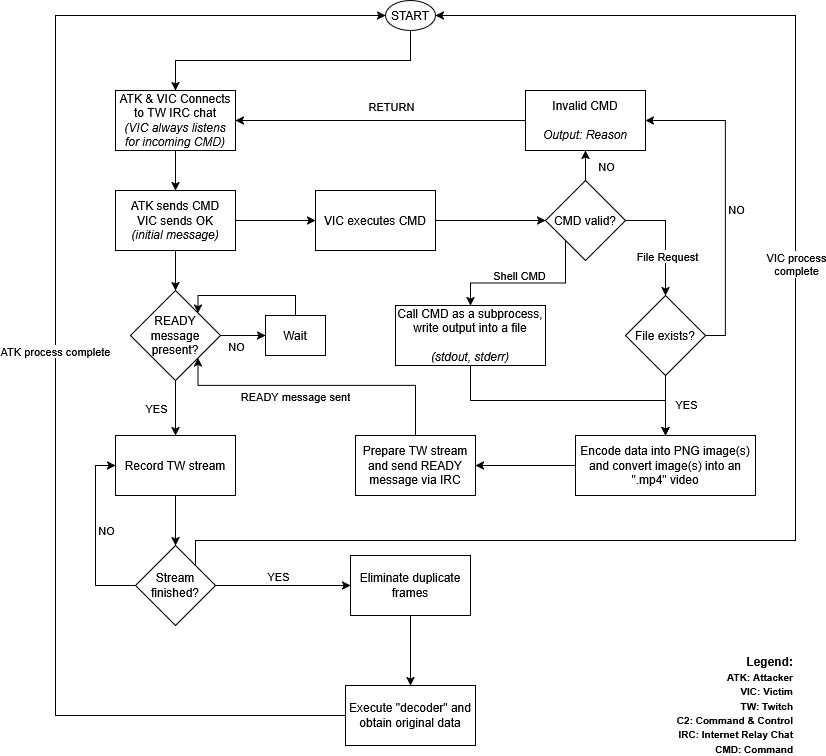 START
ATK & VIC Connects
to TW IRC chat
(VIC always listens
for incoming CMD)
RETURN
Invalid CMD
Output: Reason
NO
NO
ATK sends CMD
VIC sends OK
(initial message)
VIC executes CMD
CMD valid?
File Request
VIC process
complete
Shell CMD
READY
message
present?
NO
Wait
Call CMD as a subprocess,
write output into a file
(stdout, stderr)
File exists?
ATK process complete
READY message sent
YES
YES
Record TW stream
Prepare TW stream
and send READY
message via IRC
Encode data into PNG image(s)
and convert image(s) into an
".mp4" video
NO
Stream
finished?
YES
Eliminate duplicate
frames
Execute "decoder" and
obtain original data
Legend:
ATK: Attacker
VIC: Victim
TW: Twitch
C2: Command & Control
IRC: Internet Relay Chat
CMD: Command